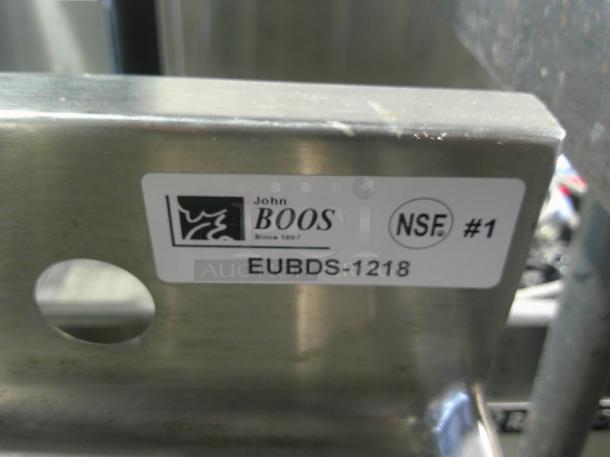 John
BOOS
Since 1887
NSF. #1
EUBDS-1218